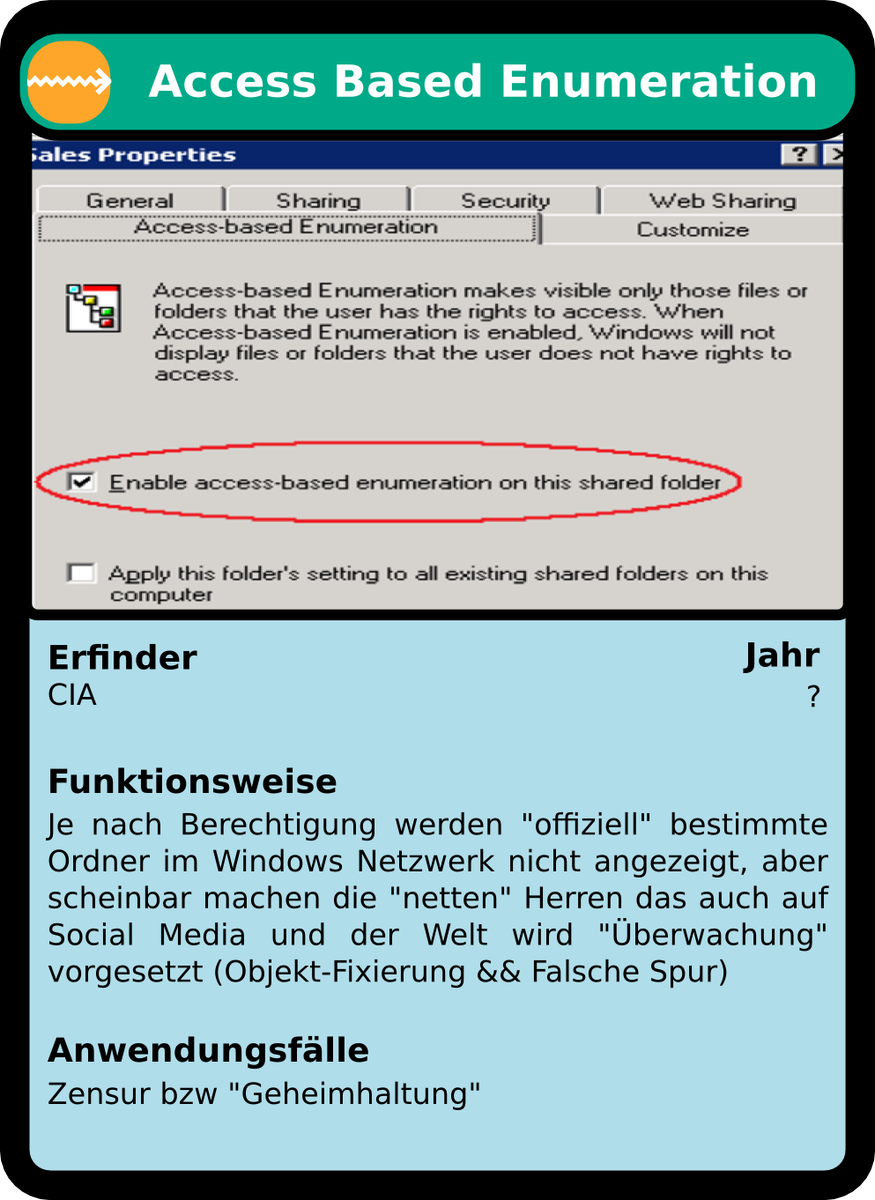 Access Based Enumeration
Sales Properties
General Sharing Security Web Sharing
Access-based Enumeration Customize
Access-based Enumeration makes visible only those files or
folders that the user has the rights to access. When
Access-based Enumeration is enabled, Windows will not
display files or folders that the user does not have rights to
access.
Enable access-based enumeration on this shared folder
Apply this folder's setting to all existing shared folders on this
computer
Erfinder Jahr
CIA ?
Funktionsweise
Je nach Berechtigung werden "offiziell" bestimmte
Ordner im Windows Netzwerk nicht angezeigt, aber
scheinbar machen die "netten" Herren das auch auf
Social Media und der Welt wird "Überwachung"
vorgesetzt (Objekt-Fixierung && Falsche Spur)
Anwendungsfälle
Zensur bzw "Geheimhaltung"